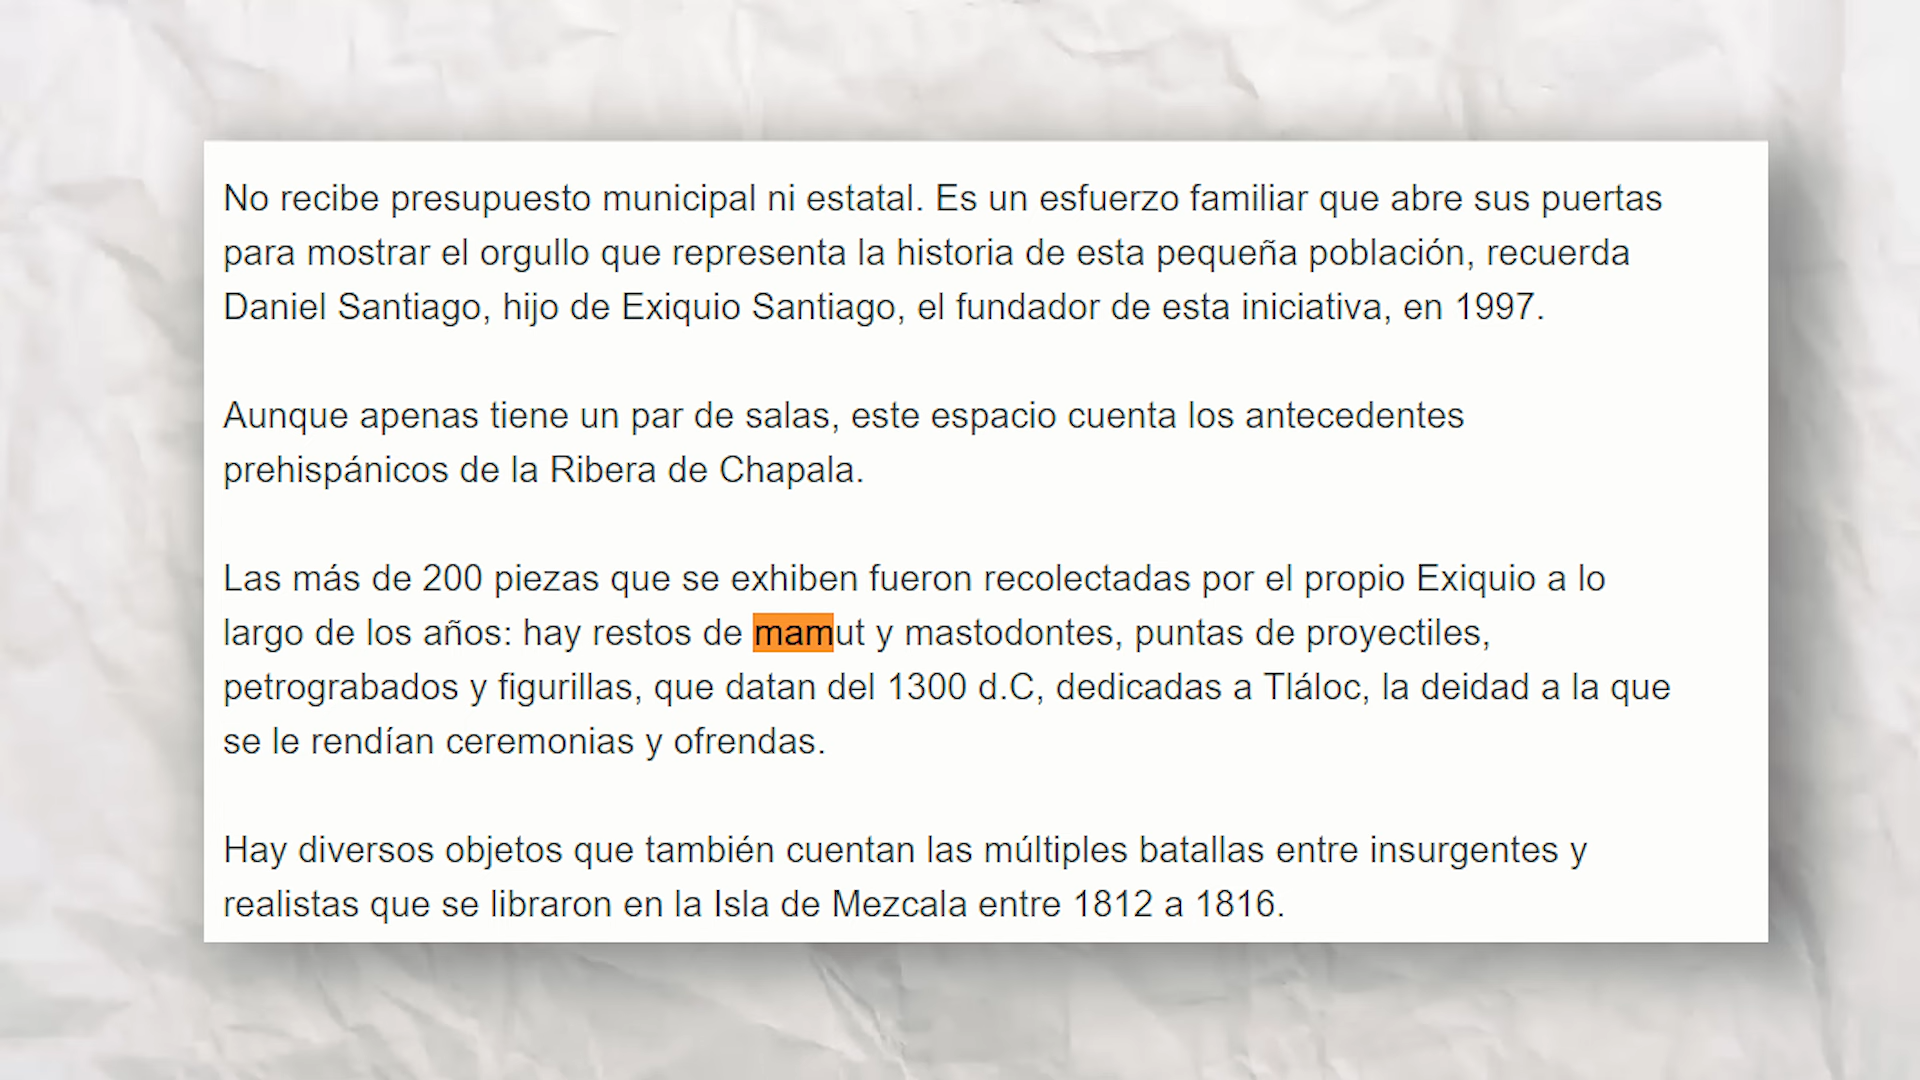 No recibe presupuesto municipal ni estatal. Es un esfuerzo familiar que abre sus puertas
para mostrar el orgullo que representa la historia de esta pequeña población, recuerda
Daniel Santiago, hijo de Exiquio Santiago, el fundador de esta iniciativa, en 1997.
Aunque apenas tiene un par de salas, este espacio cuenta los antecedentes
prehispánicos de la Ribera de Chapala.
Las más de 200 piezas que se exhiben fueron recolectadas por el propio Exiquio a lo
largo de los años: hay restos de mamut y mastodontes, puntas de proyectiles,
petrograbados y figurillas, que datan del 1300 d.C, dedicadas a Tláloc, la deidad a la que
se le rendían ceremonias y ofrendas.
Hay diversos objetos que también cuentan las múltiples batallas entre insurgentes y
realistas que se libraron en la Isla de Mezcala entre 1812 a 1816.